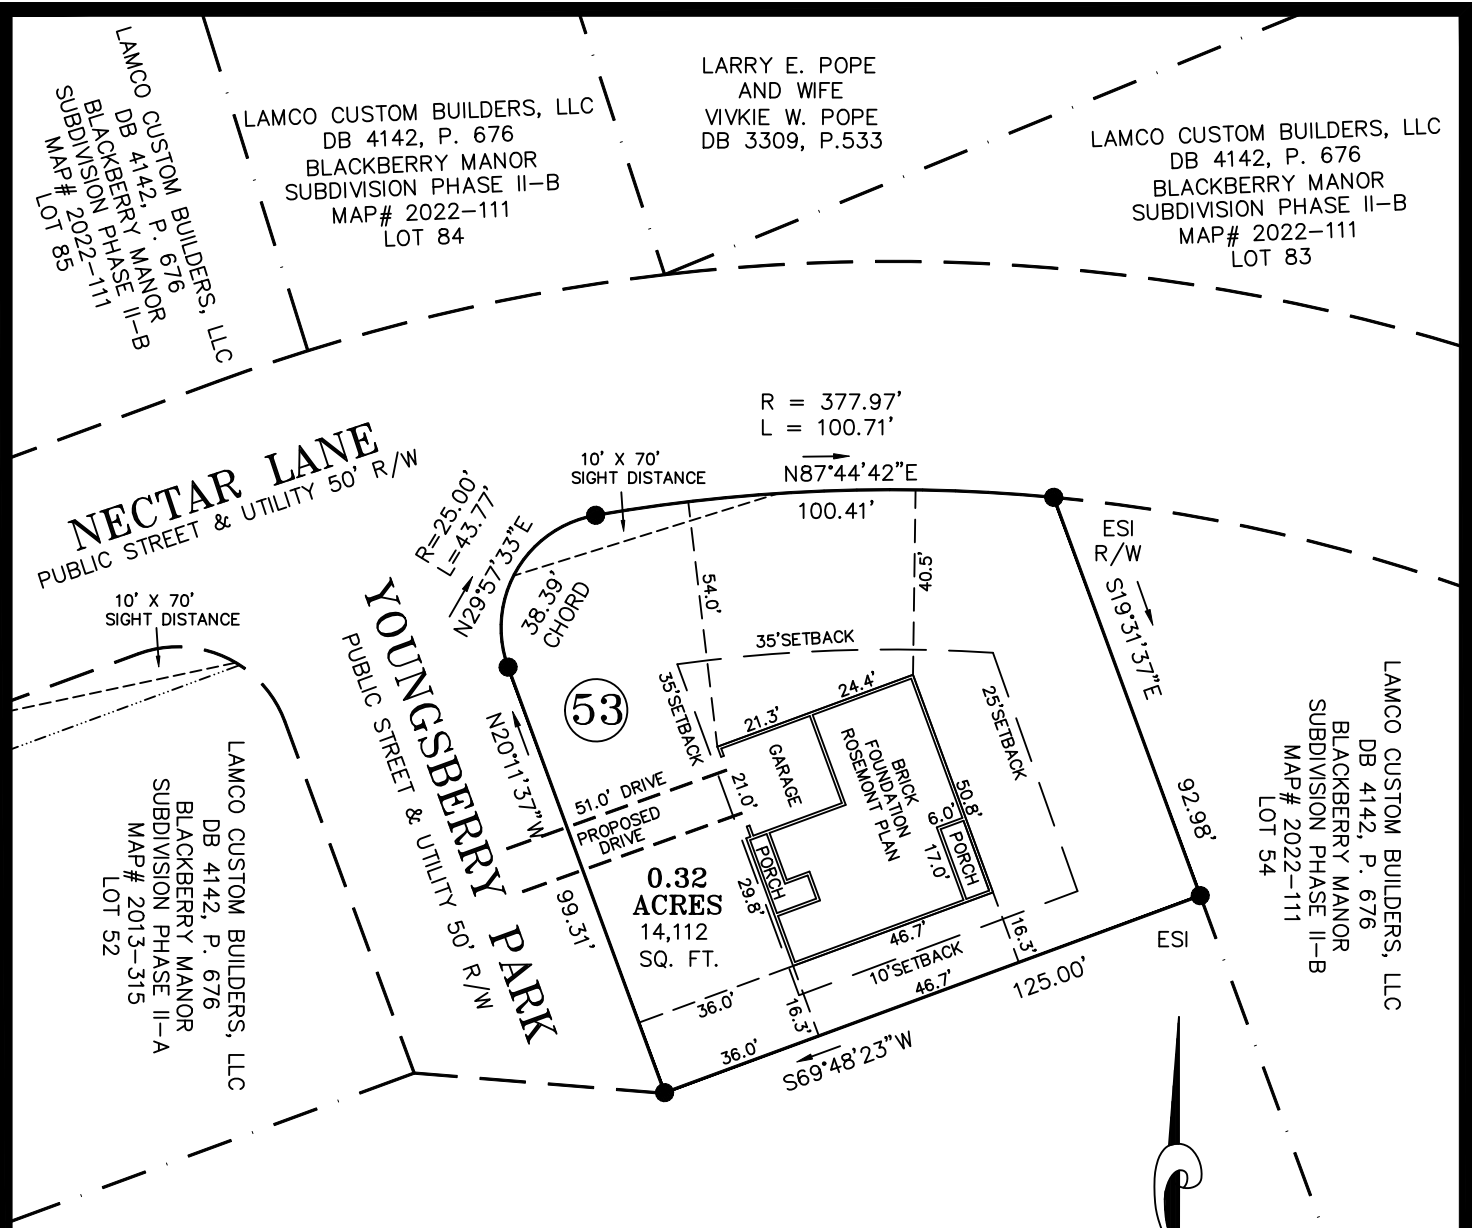 LAMCO CUSTOM BUILDERS, LLC
DB 4142, P. 676
BLACKBERRY MANOR
SUBDIVISION PHASE II-B
MAP# 2022-111
LOT 85
LAMCO CUSTOM BUILDERS, LLC
DB 4142, P. 676
BLACKBERRY MANOR
SUBDIVISION PHASE II-B
MAP# 2022-111
LOT 84
LARRY E. POPE
AND WIFE
VIVKIE W. POPE
DB 3309, P.533
LAMCO CUSTOM BUILDERS, LLC
DB 4142, P. 676
BLACKBERRY MANOR
SUBDIVISION PHASE II-B
MAP# 2022-111
LOT 83
R = 377.97'
L = 100.71'
N87°44'42"E
100.41'
NECTAR LANE
PUBLIC STREET & UTILITY 50' R/W
10' X 70'
SIGHT DISTANCE
R=25.00'
L=43.77'
N29°57'33"E
38.39'
CHORD
10' X 70'
SIGHT DISTANCE
ESI
R/W
S19°31'37"E
92.98'
YOUNGSBERRY PARK
PUBLIC STREET & UTILITY 50' R/W
54.0'
40.5'
35'SETBACK
35'SETBACK
25'SETBACK
53
N20°11'37"W
99.31'
21.3'
24.4'
GARAGE
BRICK
FOUNDATION
ROSEMONT PLAN
50.8'
6.0'
17.0'
PORCH
51.0' DRIVE
PROPOSED
DRIVE
21.0'
PORCH
29.8'
0.32
ACRES
14,112
SQ. FT.
46.7'
10'SETBACK
46.7'
16.3'
16.3'
36.0'
36.0'
125.00'
S69°48'23"W
ESI
LAMCO CUSTOM BUILDERS, LLC
DB 4142, P. 676
BLACKBERRY MANOR
SUBDIVISION PHASE II-A
MAP# 2013-315
LOT 52
LAMCO CUSTOM BUILDERS, LLC
DB 4142, P. 676
BLACKBERRY MANOR
SUBDIVISION PHASE II-B
MAP# 2022-111
LOT 54